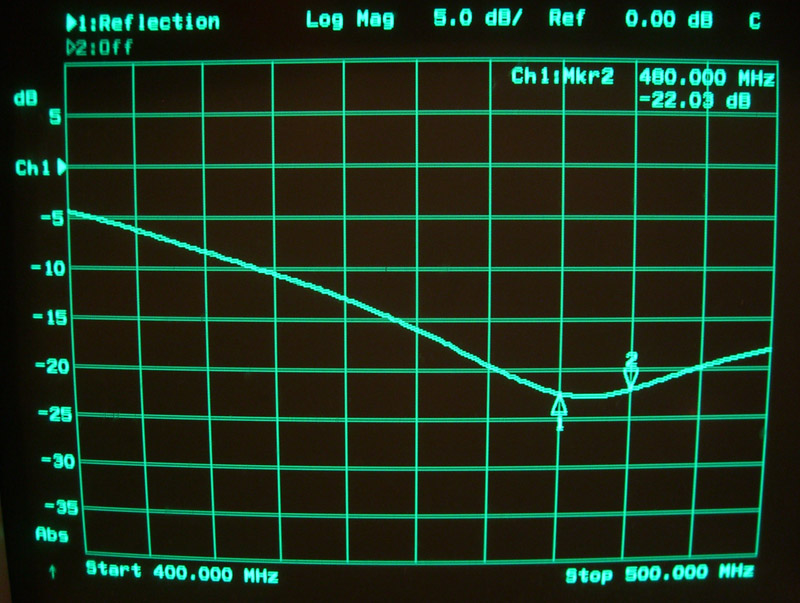 1:Reflection Log Mag 5.0 dB/ Ref 0.00 dB C
2:Off
Ch1:Mkr2 480.000 MHz
-22.03 dB
dB
5
Ch1
-5
-10
-15
-20
2
-25
1
-30
-35
Abs
Start 400.000 MHz Stop 500.000 MHz